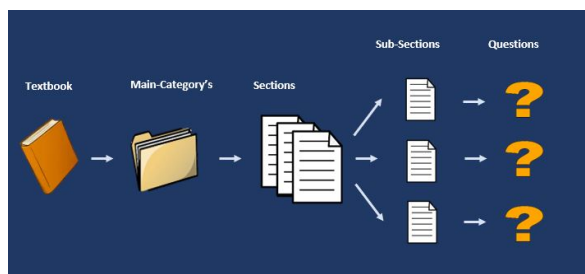 Textbook
Main-Category's
Sections
Sub-Sections
Questions